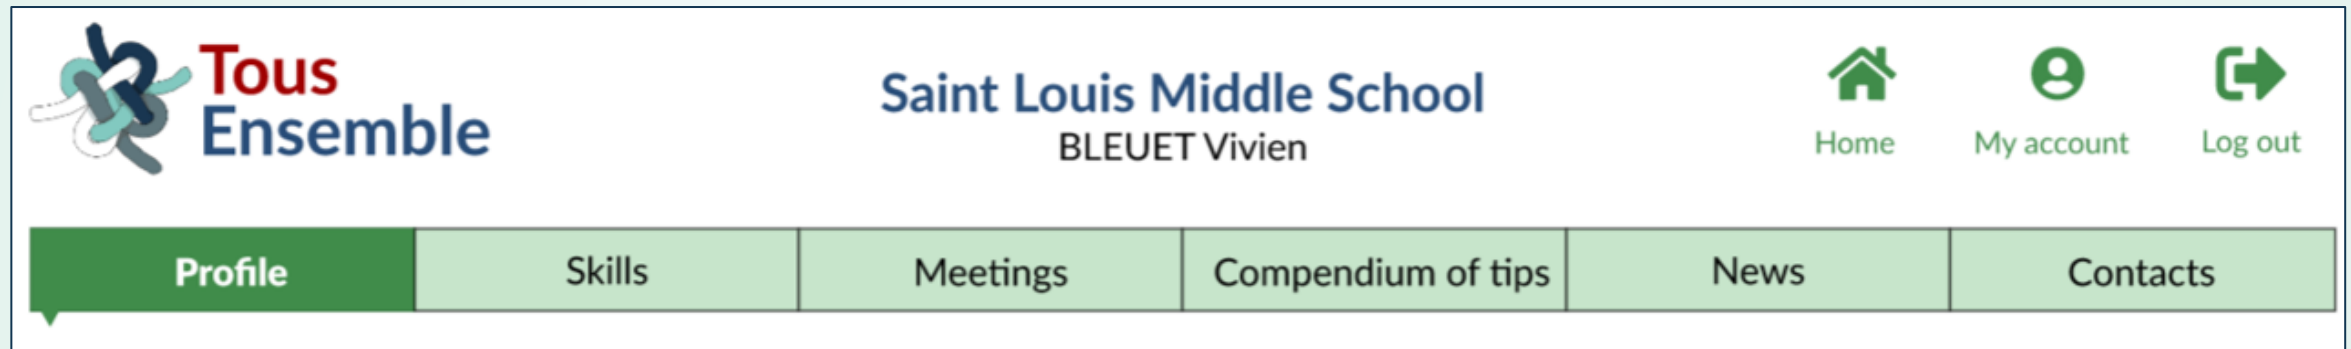 Tous
Ensemble
Saint Louis Middle School
BLEUET Vivien
Home
My account
Log out
Profile
Skills
Meetings
Compendium of tips
News
Contacts